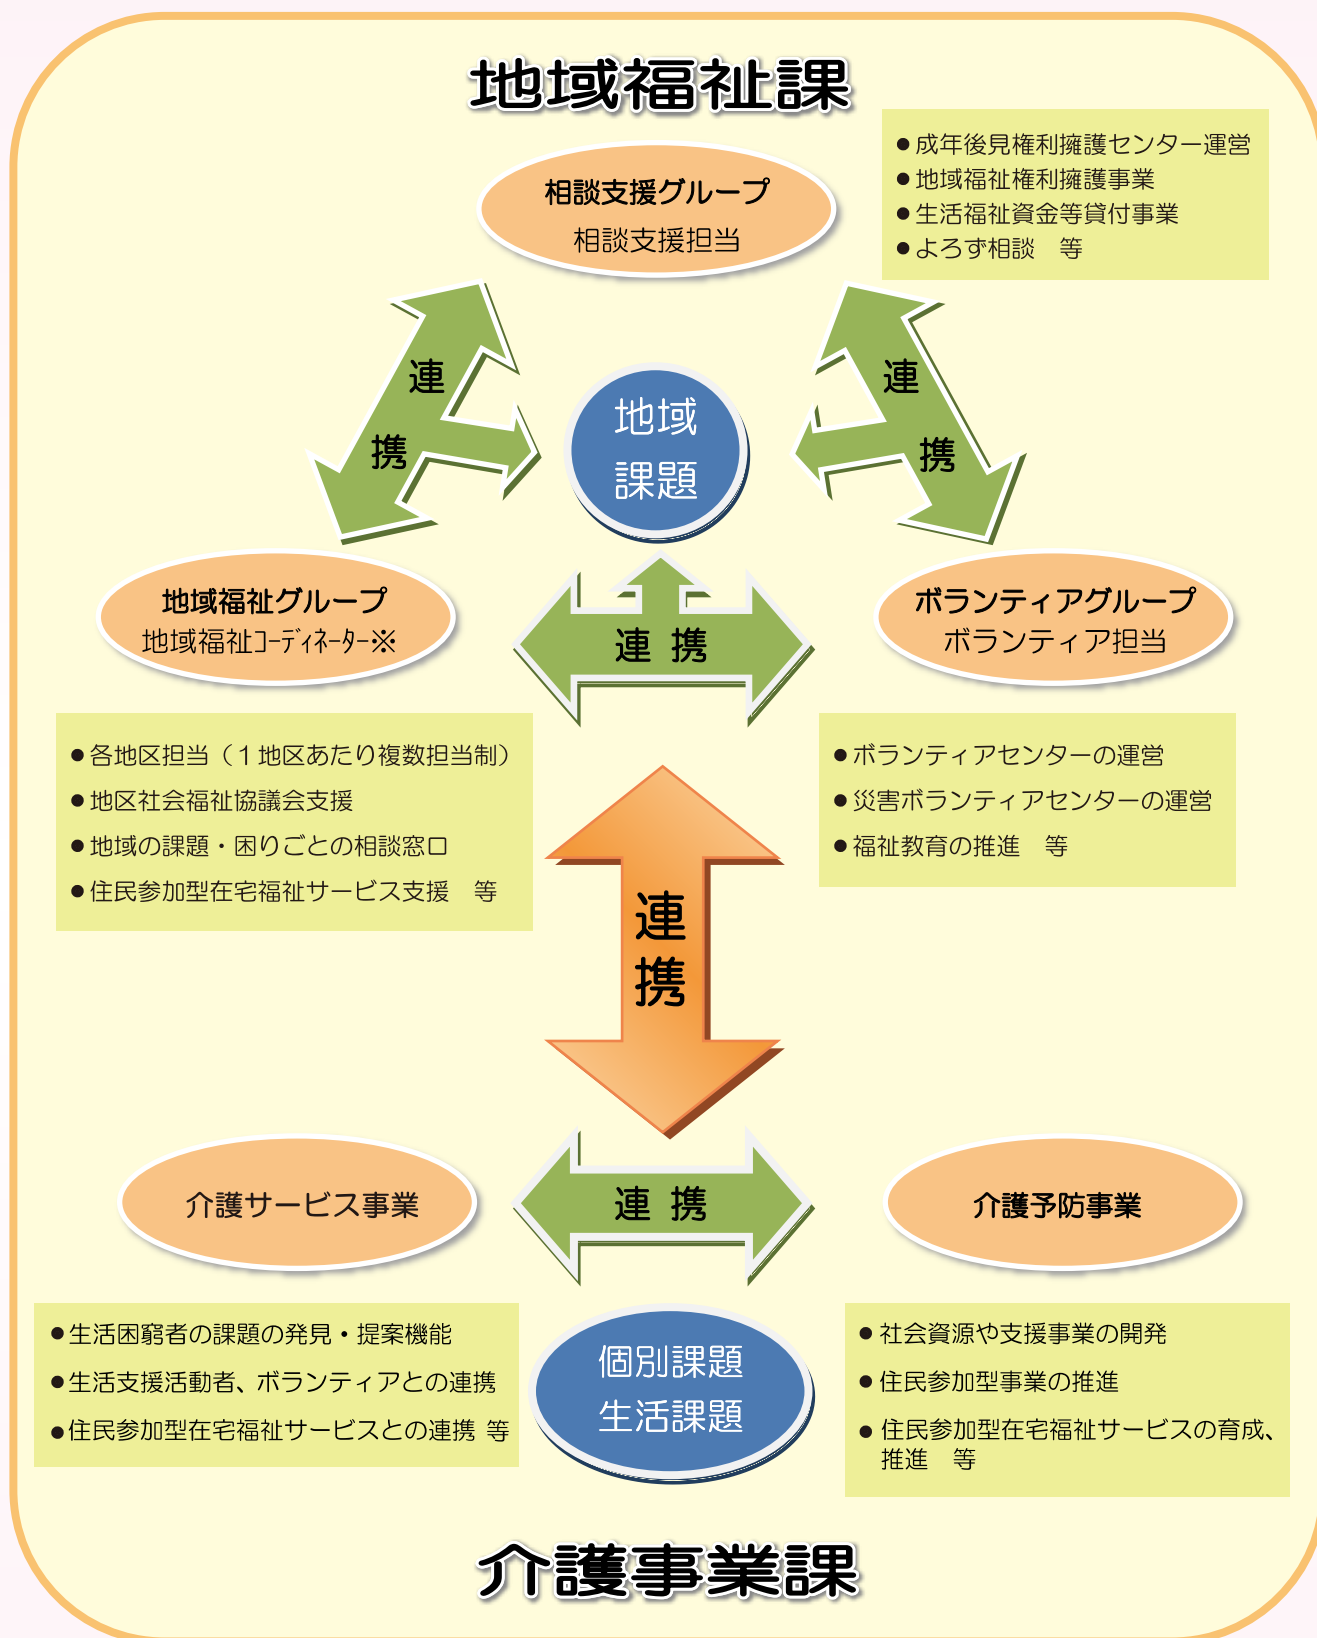 地域福祉課
相談支援グループ
相談支援担当
●成年後見権利擁護センター運営
●地域福祉権利擁護事業
●生活福祉資金等貸付事業
●よろず相談　等
連
携
連
携
地域
課題
地域福祉グループ
地域福祉ｺｰﾃﾞｨﾈｰﾀｰ※
連 携
ボランティアグループ
ボランティア担当
●各地区担当（１地区あたり複数担当制）
●地区社会福祉協議会支援
●地域の課題・困りごとの相談窓口
●住民参加型在宅福祉サービス支援　等
●ボランティアセンターの運営
●災害ボランティアセンターの運営
●福祉教育の推進　等
連
携
介護サービス事業
連 携
介護予防事業
●生活困窮者の課題の発見・提案機能
●生活支援活動者、ボランティアとの連携
●住民参加型在宅福祉サービスとの連携 等
個別課題
生活課題
●社会資源や支援事業の開発
●住民参加型事業の推進
●住民参加型在宅福祉サービスの育成、
推進　等
介護事業課